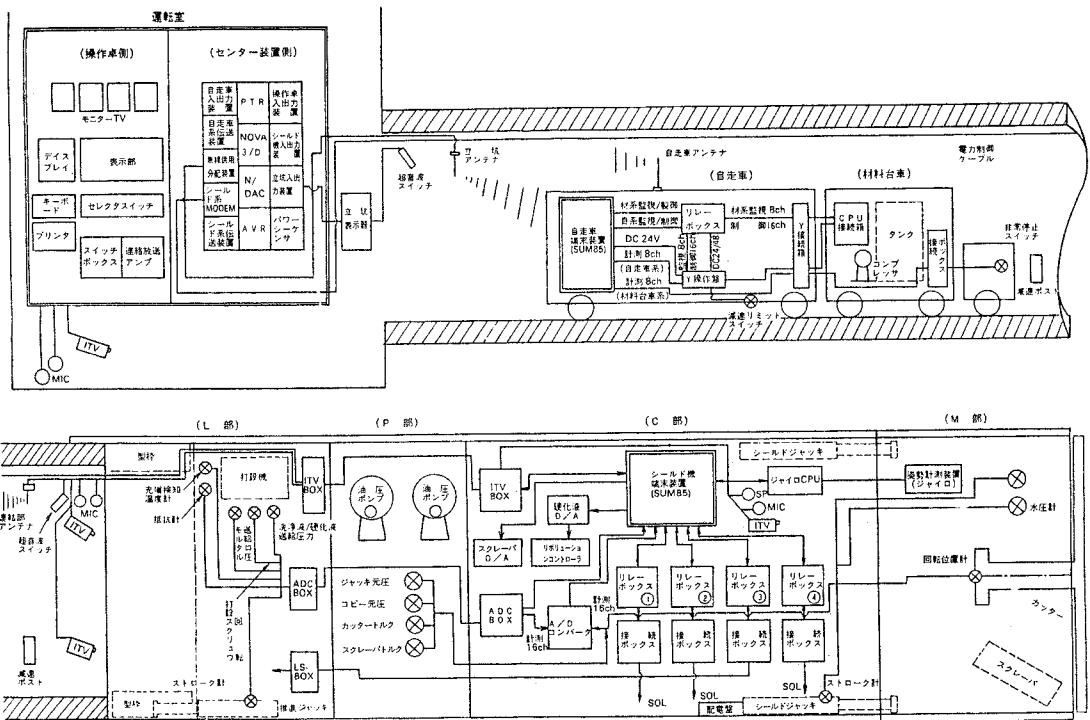 運転室
(操作卓側)
(センター装置側)
モニターTV
ディス
プレイ
表示部
キーボ
ード
セレクタスイッチ
プリンタ
スイッチ
ボックス
連絡放送
アンプ
自走車
入出力
装置
PTR
操作卓
入出力
装置
自走車
系伝送
装置
NOVA
3/D
シールド
機入出力
装置
無線供用
分配装置
N/
DAC
立坑入出
力装置
シール
ド系
MODEM
シール
ド系伝
送装置
AVR
パワー
シーケ
ンサ
立坑
表示器
ITV
MIC
超音波
スイッチ
立坑
アンテナ
自走車アンテナ
(自走車)
(材料台車)
電力制御
ケーブル
自走車
端末装置
(SUM85)
材系監視/制御
自系監視/制御
DC 24V
計測 8ch
(自走車系)
計測 8ch
(材料台車系)
リレー
ボックス
監視8ch
DC24/48
Y操作盤
材系監視 8ch
制 御16ch
Y接続箱
CPU
接続箱
タンク
コンプ
レッサ
接続
ボックス
減速リミット
スイッチ
非常停止
スイッチ
減速ポスト
(L 部)
(P 部)
(C 部)
(M 部)
型枠
打設機
充填検知
温度計
抵抗計
ITV
BOX
油圧
ポンプ
油圧
ポンプ
ITV
BOX
シールド機
端末装置
(SUM85)
シールドジャッキ
ジャイロCPU
姿勢計測装置
(ジャイロ)
水圧計
アンテナ
超音波
スイッチ
MIC
ITV
ITV
減速
ポスト
洗浄液/硬化液
送給圧力
ADC
BOX
打設スクリュウ
回転
LS-
BOX
ジャッキ元圧
コピー元圧
カッタートルク
スクレーパトルク
ADC
BOX
計測
16ch
A/D
コンバータ
計測
16ch
硬化液
D/A
スクレーパ
D/A
リボリューショ
ンコントローラ
SP
MIC
ITV
リレー
ボックス
①
リレー
ボックス
②
リレー
ボックス
③
リレー
ボックス
④
接 続
ボックス
接 続
ボックス
接 続
ボックス
接 続
ボックス
SOL
SOL
SOL
配電盤
シールドジャッキ
ストローク計
回転位置計
カッター
スクレーパ
型枠
ストローク計
推進ジャッキ